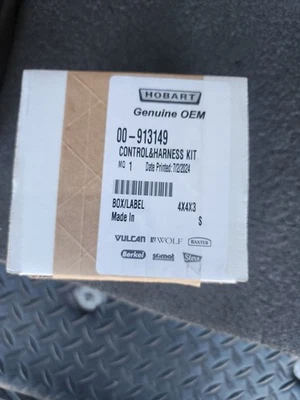 HOBART
Genuine OEM
00-913149
CONTROL&HARNESS KIT
MQ 1 Date Printed: 7/2/2024
BOX/LABEL 4X4X3
Made In S
VULCAN WOLF BAXTER
Berkel Stero